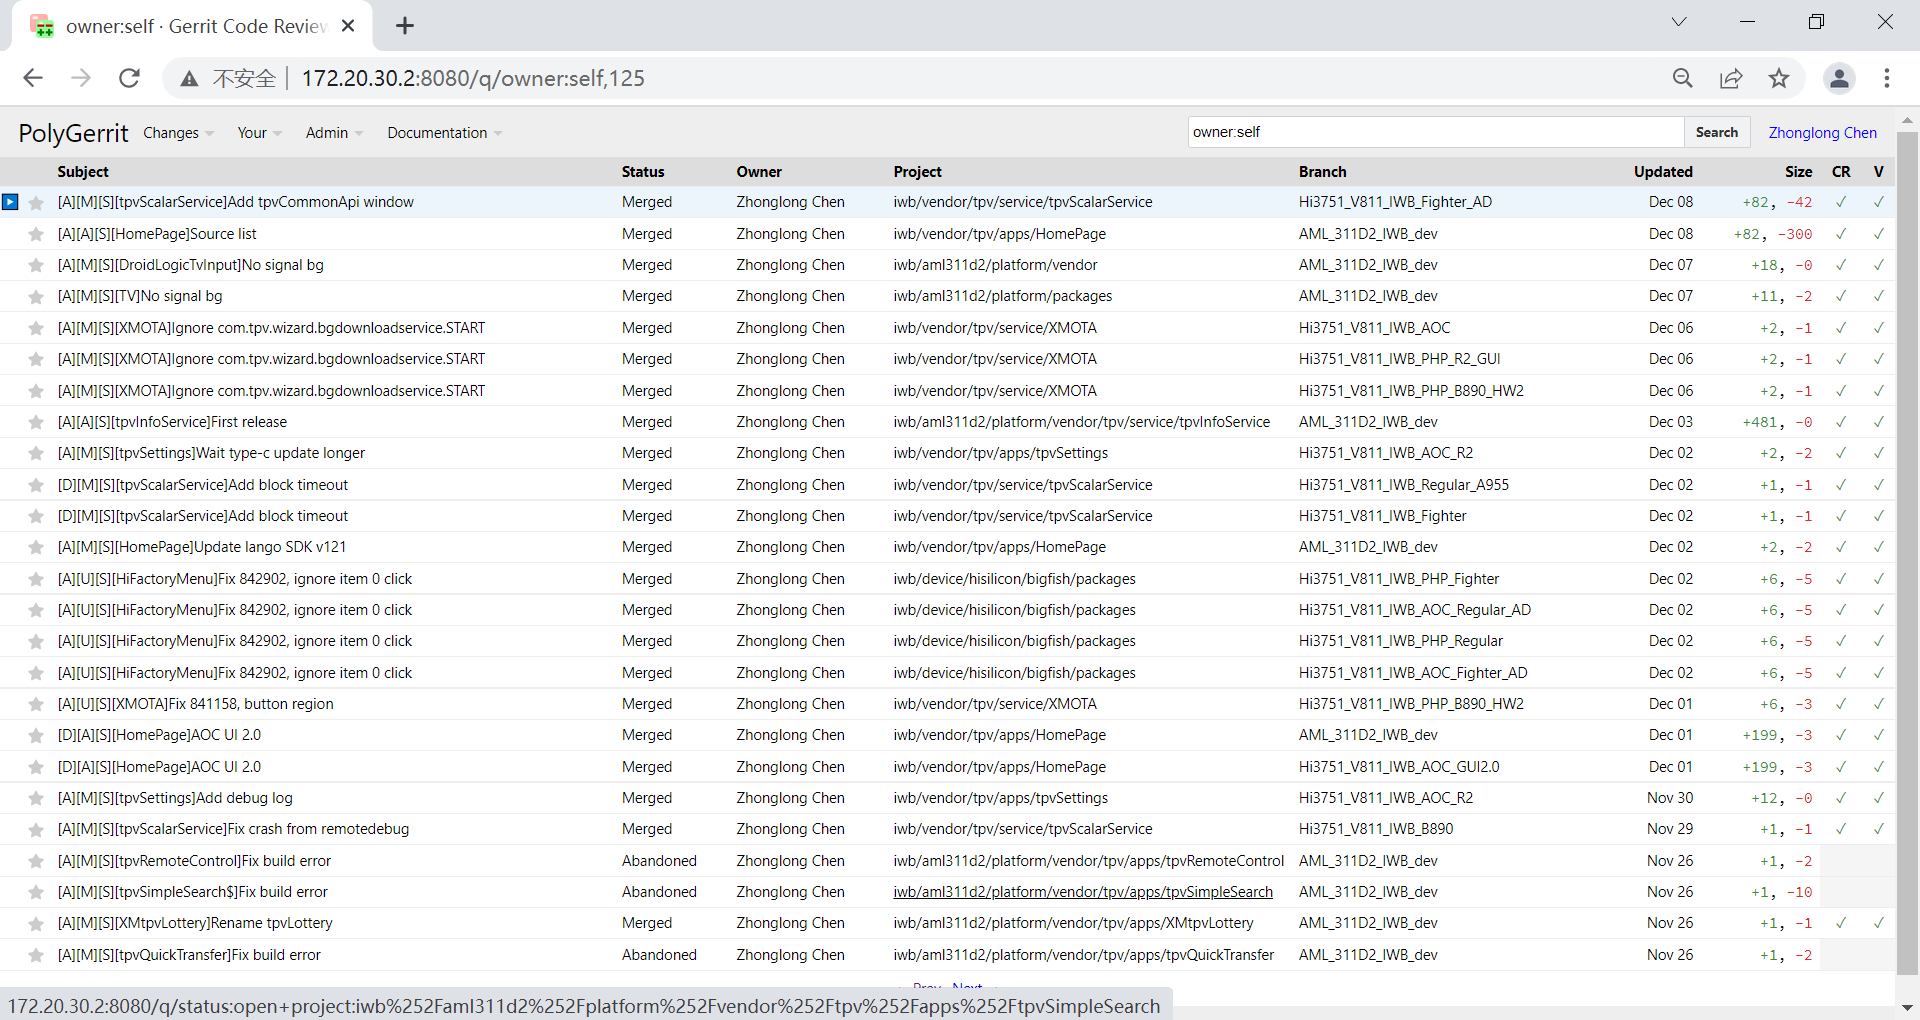 owner:self · Gerrit Code Review
不安全 172.20.30.2:8080/q/owner:self,125
PolyGerrit Changes Your Admin Documentation owner:self Search Zhonglong Chen
Subject Status Owner Project Branch Updated Size CR V
[A][M][S][tpvScalarService]Add tpvCommonApi window Merged Zhonglong Chen iwb/vendor/tpv/service/tpvScalarService Hi3751_V811_IWB_Fighter_AD Dec 08 +82, -42 ✓ ✓
[A][A][S][HomePage]Source list Merged Zhonglong Chen iwb/vendor/tpv/apps/HomePage AML_311D2_IWB_dev Dec 08 +82, -300 ✓ ✓
[A][M][S][DroidLogicTvInput]No signal bg Merged Zhonglong Chen iwb/aml311d2/platform/vendor AML_311D2_IWB_dev Dec 07 +18, -0 ✓ ✓
[A][M][S][TV]No signal bg Merged Zhonglong Chen iwb/aml311d2/platform/packages AML_311D2_IWB_dev Dec 07 +11, -2 ✓ ✓
[A][M][S][XMOTA]Ignore com.tpv.wizard.bgdownloadservice.START Merged Zhonglong Chen iwb/vendor/tpv/service/XMOTA Hi3751_V811_IWB_AOC Dec 06 +2, -1 ✓ ✓
[A][M][S][XMOTA]Ignore com.tpv.wizard.bgdownloadservice.START Merged Zhonglong Chen iwb/vendor/tpv/service/XMOTA Hi3751_V811_IWB_PHP_R2_GUI Dec 06 +2, -1 ✓ ✓
[A][M][S][XMOTA]Ignore com.tpv.wizard.bgdownloadservice.START Merged Zhonglong Chen iwb/vendor/tpv/service/XMOTA Hi3751_V811_IWB_PHP_B890_HW2 Dec 06 +2, -1 ✓ ✓
[A][A][S][tpvInfoService]First release Merged Zhonglong Chen iwb/aml311d2/platform/vendor/tpv/service/tpvInfoService AML_311D2_IWB_dev Dec 03 +481, -0 ✓ ✓
[A][M][S][tpvSettings]Wait type-c update longer Merged Zhonglong Chen iwb/vendor/tpv/apps/tpvSettings Hi3751_V811_IWB_AOC_R2 Dec 02 +2, -2 ✓ ✓
[D][M][S][tpvScalarService]Add block timeout Merged Zhonglong Chen iwb/vendor/tpv/service/tpvScalarService Hi3751_V811_IWB_Regular_A955 Dec 02 +1, -1 ✓ ✓
[D][M][S][tpvScalarService]Add block timeout Merged Zhonglong Chen iwb/vendor/tpv/service/tpvScalarService Hi3751_V811_IWB_Fighter Dec 02 +1, -1 ✓ ✓
[A][M][S][HomePage]Update lango SDK v121 Merged Zhonglong Chen iwb/vendor/tpv/apps/HomePage AML_311D2_IWB_dev Dec 02 +2, -2 ✓ ✓
[A][U][S][HiFactoryMenu]Fix 842902, ignore item 0 click Merged Zhonglong Chen iwb/device/hisilicon/bigfish/packages Hi3751_V811_IWB_PHP_Fighter Dec 02 +6, -5 ✓ ✓
[A][U][S][HiFactoryMenu]Fix 842902, ignore item 0 click Merged Zhonglong Chen iwb/device/hisilicon/bigfish/packages Hi3751_V811_IWB_AOC_Regular_AD Dec 02 +6, -5 ✓ ✓
[A][U][S][HiFactoryMenu]Fix 842902, ignore item 0 click Merged Zhonglong Chen iwb/device/hisilicon/bigfish/packages Hi3751_V811_IWB_PHP_Regular Dec 02 +6, -5 ✓ ✓
[A][U][S][HiFactoryMenu]Fix 842902, ignore item 0 click Merged Zhonglong Chen iwb/device/hisilicon/bigfish/packages Hi3751_V811_IWB_AOC_Fighter_AD Dec 02 +6, -5 ✓ ✓
[A][U][S][XMOTA]Fix 841158, button region Merged Zhonglong Chen iwb/vendor/tpv/service/XMOTA Hi3751_V811_IWB_PHP_B890_HW2 Dec 01 +6, -3 ✓ ✓
[D][A][S][HomePage]AOC UI 2.0 Merged Zhonglong Chen iwb/vendor/tpv/apps/HomePage AML_311D2_IWB_dev Dec 01 +199, -3 ✓ ✓
[D][A][S][HomePage]AOC UI 2.0 Merged Zhonglong Chen iwb/vendor/tpv/apps/HomePage Hi3751_V811_IWB_AOC_GUI2.0 Dec 01 +199, -3 ✓ ✓
[A][M][S][tpvSettings]Add debug log Merged Zhonglong Chen iwb/vendor/tpv/apps/tpvSettings Hi3751_V811_IWB_AOC_R2 Nov 30 +12, -0 ✓ ✓
[A][M][S][tpvScalarService]Fix crash from remotedebug Merged Zhonglong Chen iwb/vendor/tpv/service/tpvScalarService Hi3751_V811_IWB_B890 Nov 29 +1, -1 ✓ ✓
[A][M][S][tpvRemoteControl]Fix build error Abandoned Zhonglong Chen iwb/aml311d2/platform/vendor/tpv/apps/tpvRemoteControl AML_311D2_IWB_dev Nov 26 +1, -2
[A][M][S][tpvSimpleSearch$]Fix build error Abandoned Zhonglong Chen iwb/aml311d2/platform/vendor/tpv/apps/tpvSimpleSearch AML_311D2_IWB_dev Nov 26 +1, -10
[A][M][S][XMtpvLottery]Rename tpvLottery Merged Zhonglong Chen iwb/aml311d2/platform/vendor/tpv/apps/XMtpvLottery AML_311D2_IWB_dev Nov 26 +1, -1 ✓ ✓
[A][M][S][tpvQuickTransfer]Fix build error Abandoned Zhonglong Chen iwb/aml311d2/platform/vendor/tpv/apps/tpvQuickTransfer AML_311D2_IWB_dev Nov 26 +1, -2
Prev Next
172.20.30.2:8080/q/status:open+project:iwb%252Faml311d2%252Fplatform%252Fvendor%252Ftpv%252Fapps%252FtpvSimpleSearch